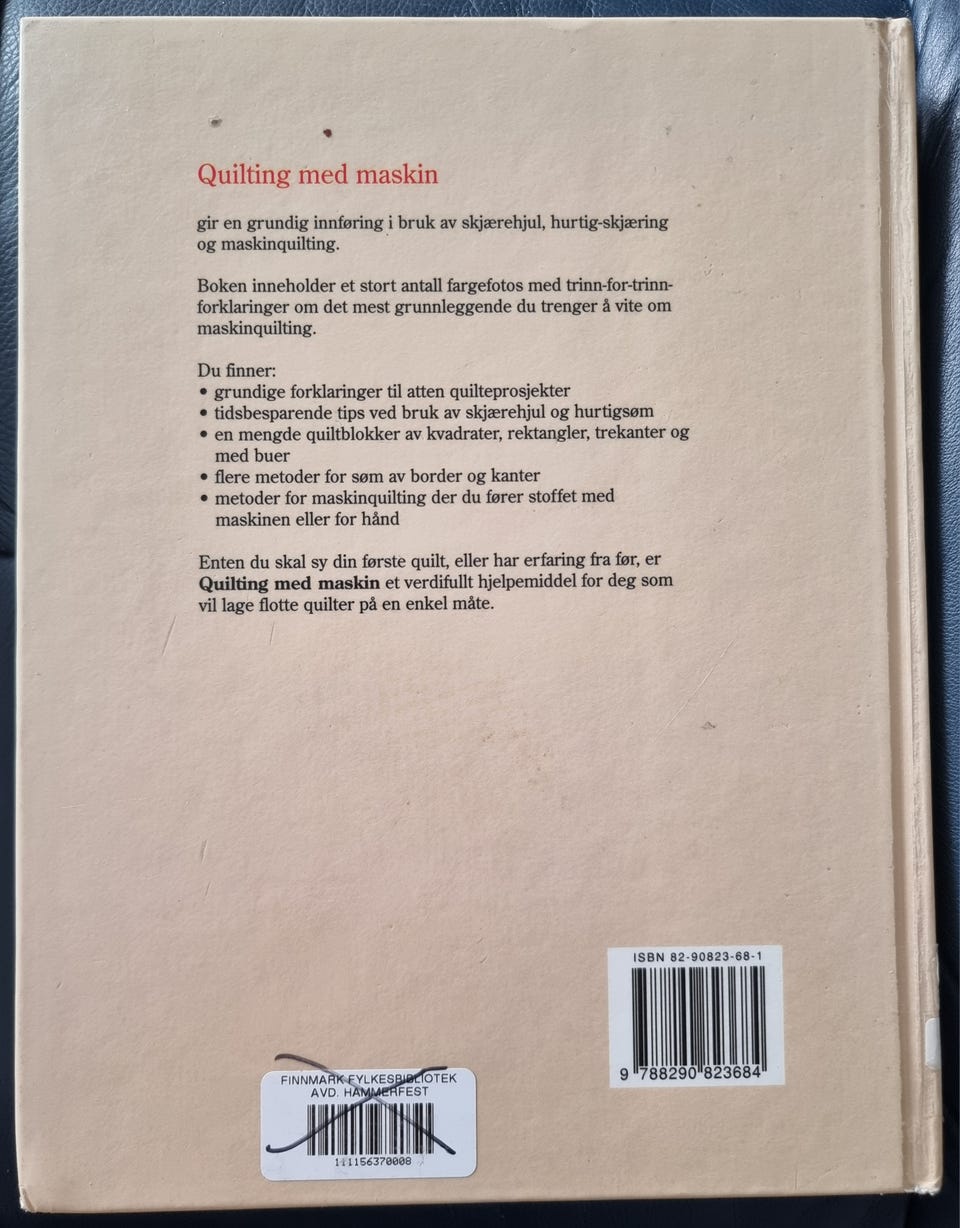 Quilting med maskin
gir en grundig innføring i bruk av skjærehjul, hurtig-skjæring
og maskinquilting.
Boken inneholder et stort antall fargefotos med trinn-for-trinn-
forklaringer om det mest grunnleggende du trenger å vite om
maskinquilting.
Du finner:
• grundige forklaringer til atten quilteprosjekter
• tidsbesparende tips ved bruk av skjærehjul og hurtigsøm
• en mengde quiltblokker av kvadrater, rektangler, trekanter og
med buer
• flere metoder for søm av border og kanter
• metoder for maskinquilting der du fører stoffet med
maskinen eller for hånd
Enten du skal sy din første quilt, eller har erfaring fra før, er
Quilting med maskin et verdifullt hjelpemiddel for deg som
vil lage flotte quilter på en enkel måte.
ISBN 82-90823-68-1
9 788290 823684
FINNMARK FYLKESBIBLIOTEK
AVD. HAMMERFEST
111156370008